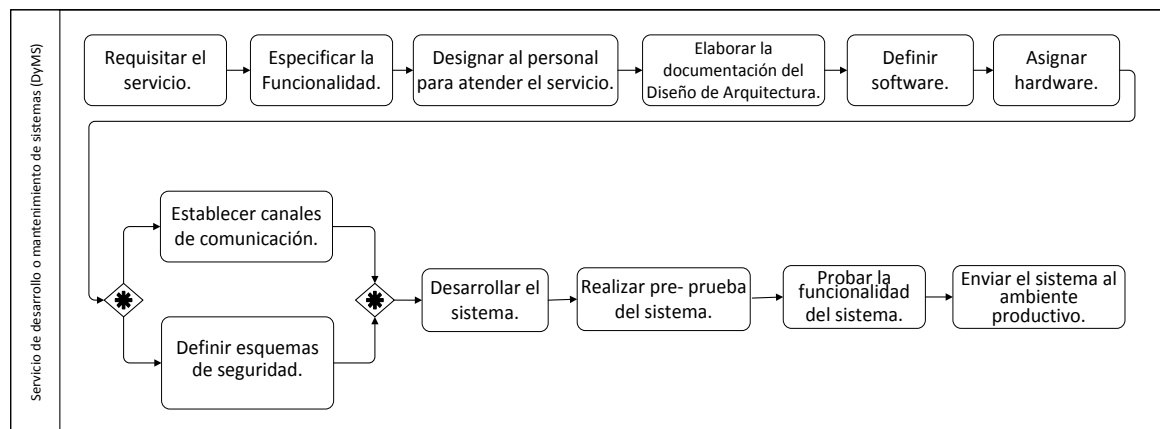 Servicio de desarrollo o mantenimiento de sistemas (DyMS)
Requisitar el
servicio.
Especificar la
Funcionalidad.
Designar al personal
para atender el servicio.
Elaborar la
documentación del
Diseño de Arquitectura.
Definir
software.
Asignar
hardware.
Establecer canales
de comunicación.
Definir esquemas
de seguridad.
Desarrollar el
sistema.
Realizar pre- prueba
del sistema.
Probar la
funcionalidad
del sistema.
Enviar el sistema al
ambiente
productivo.